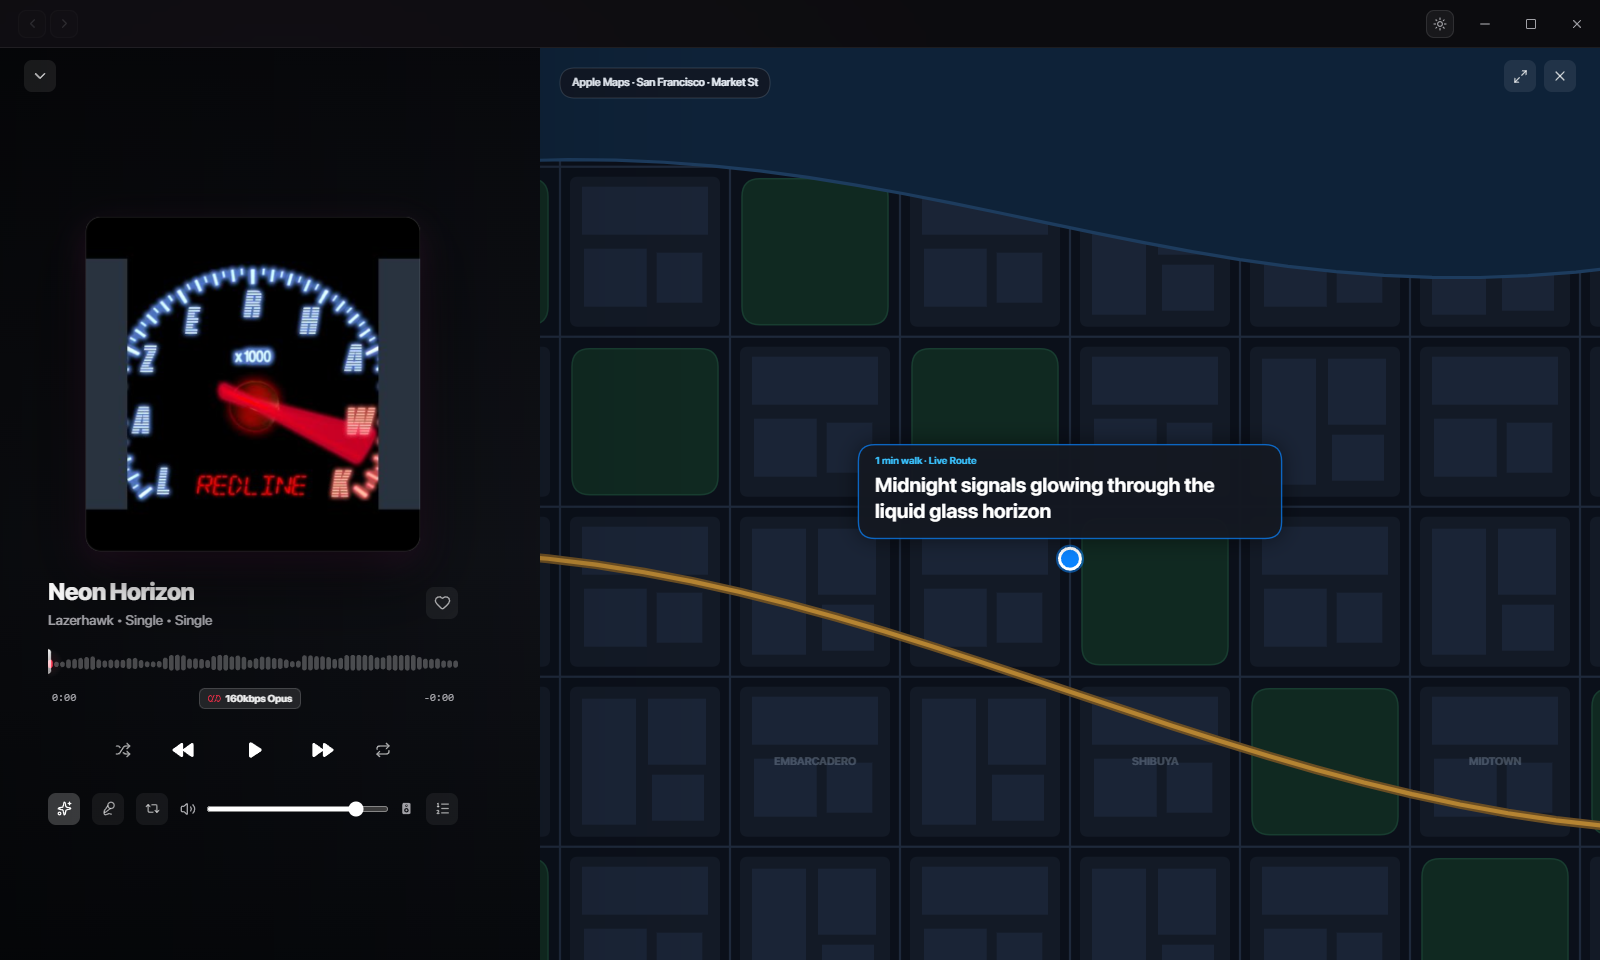 Apple Maps · San Francisco · Market St
L A Z E R H A W K
x1000
REDLINE
Neon Horizon
Lazerhawk • Single • Single
0:00
160kbps Opus
-0:00
1 min walk · Live Route
Midnight signals glowing through the
liquid glass horizon
EMBARCADERO
SHIBUYA
MIDTOWN